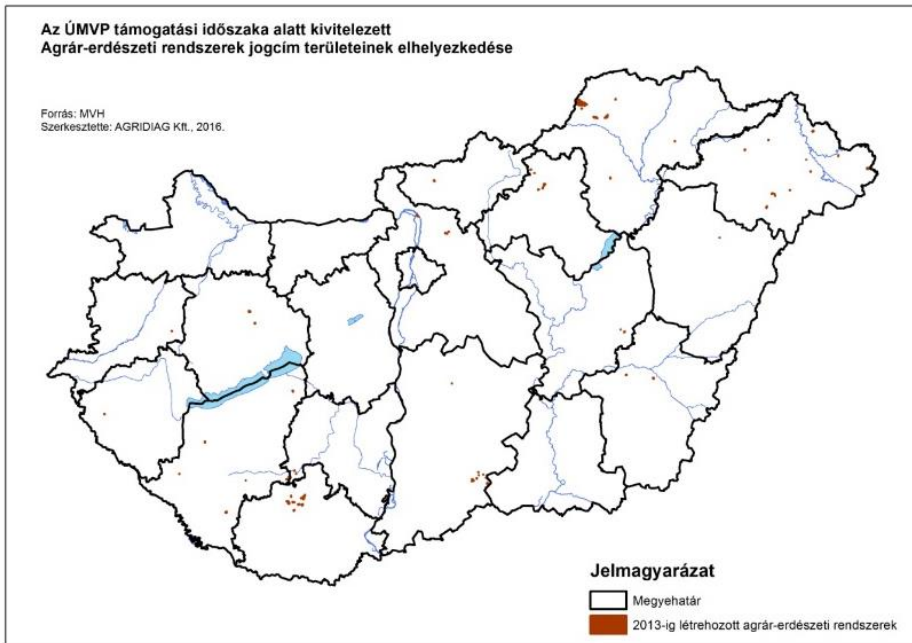 Az ÚMVP támogatási időszaka alatt kivitelezett
Agrár-erdészeti rendszerek jogcím területeinek elhelyezkedése
Forrás: MVH
Szerkesztette: AGRIDIAG Kft., 2016.
Jelmagyarázat
Megyehatár
2013-ig létrehozott agrár-erdészeti rendszerek